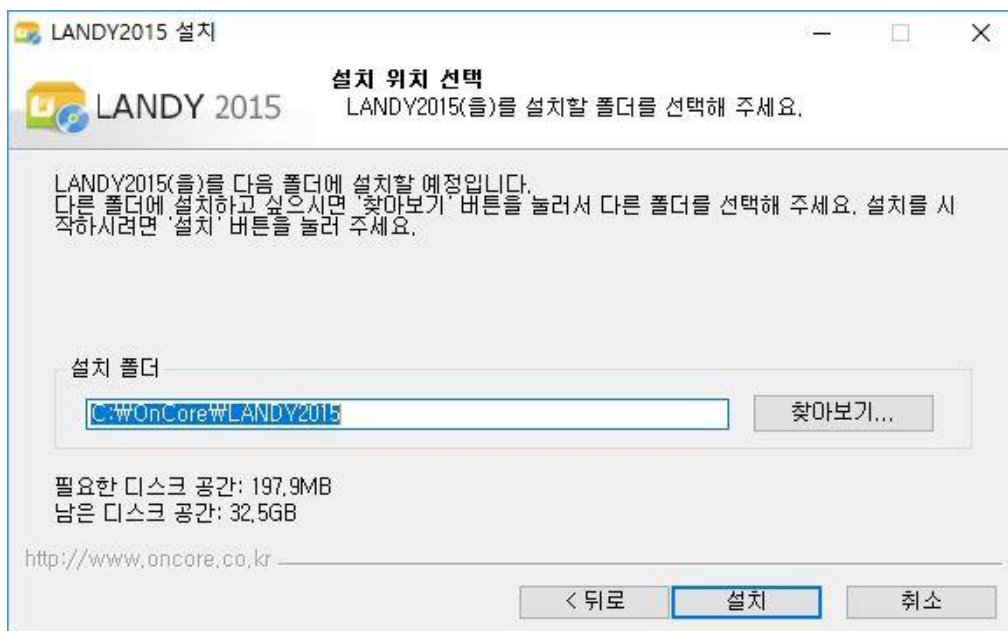 LANDY2015 설치
LANDY 2015
설치 위치 선택
LANDY2015(을)를 설치할 폴더를 선택해 주세요.
LANDY2015(을)를 다음 폴더에 설치할 예정입니다.
다른 폴더에 설치하고 싶으시면 '찾아보기' 버튼을 눌러서 다른 폴더를 선택해 주세요. 설치를 시
작하시려면 '설치' 버튼을 눌러 주세요.
설치 폴더
C:₩OnCore₩LANDY2015
찾아보기...
필요한 디스크 공간: 197.9MB
남은 디스크 공간: 32.5GB
http://www.oncore.co.kr
< 뒤로
설치
취소